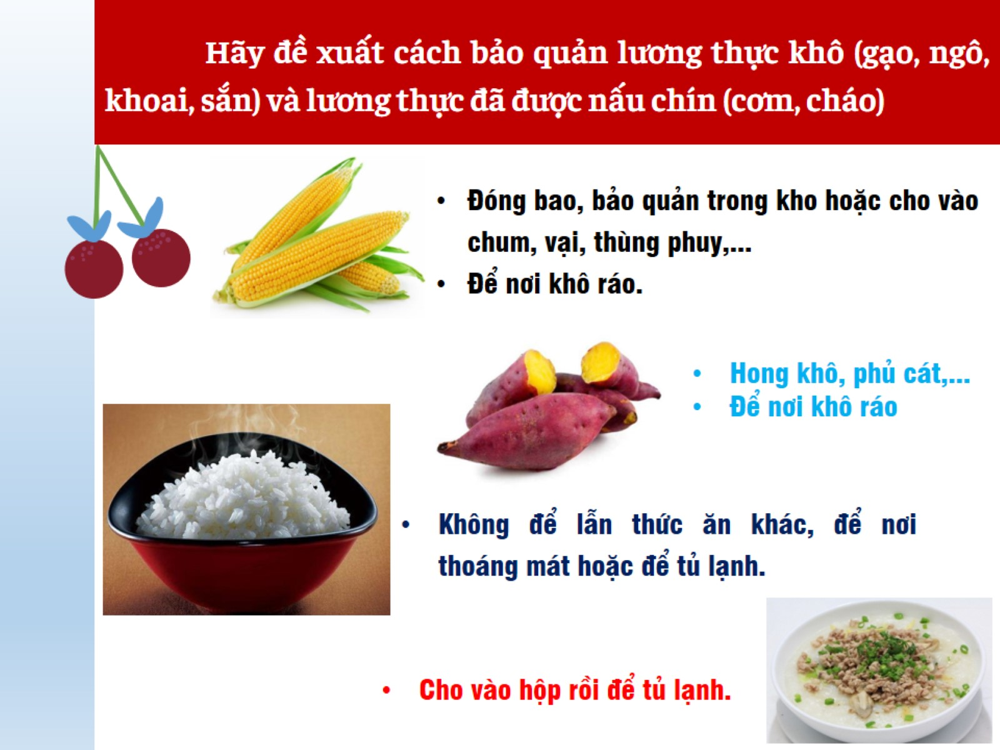 Hãy đề xuất cách bảo quản lương thực khô (gạo, ngô,
khoai, sắn) và lương thực đã được nấu chín (cơm, cháo)
• Đóng bao, bảo quản trong kho hoặc cho vào
chum, vại, thùng phuy,...
• Để nơi khô ráo.
• Hong khô, phủ cát,...
• Để nơi khô ráo
• Không để lẫn thức ăn khác, để nơi
thoáng mát hoặc để tủ lạnh.
• Cho vào hộp rồi để tủ lạnh.